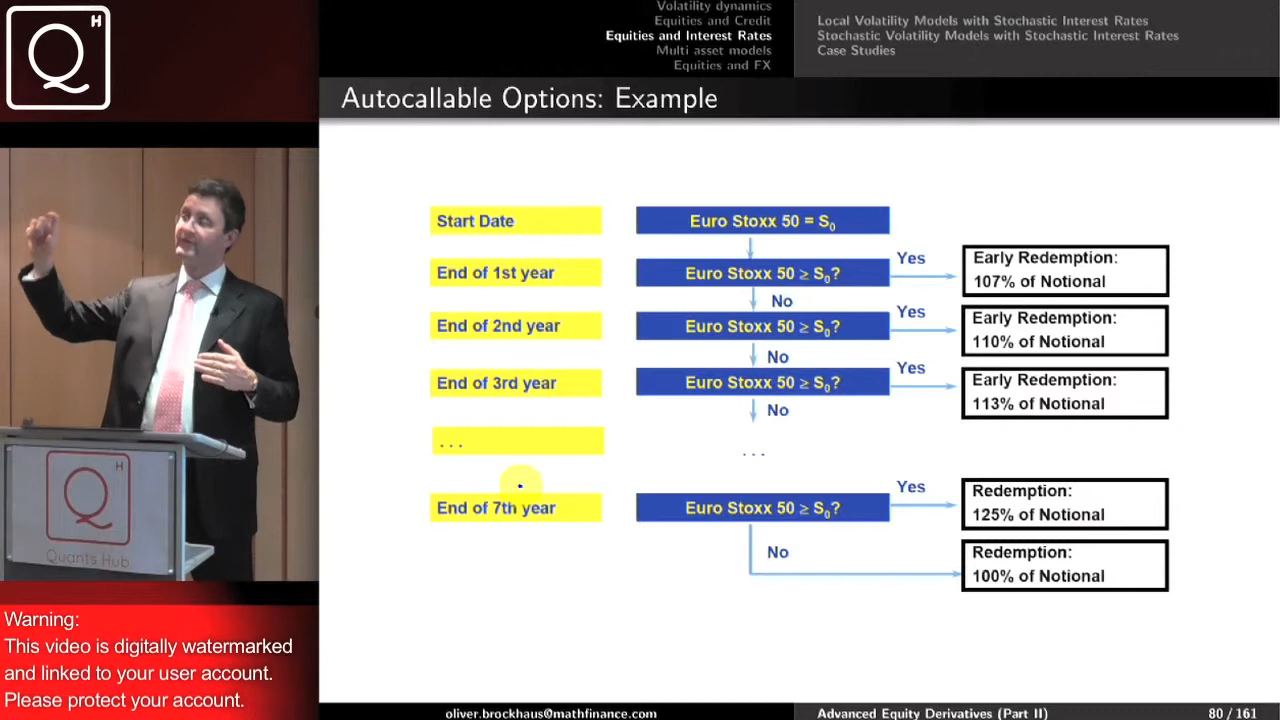 Q H
Volatility dynamics
Equities and Credit
Equities and Interest Rates
Multi asset models
Equities and FX
Local Volatility Models with Stochastic Interest Rates
Stochastic Volatility Models with Stochastic Interest Rates
Case Studies
Autocallable Options: Example
Start Date
Euro Stoxx 50 = S₀
End of 1st year
Euro Stoxx 50 ≥ S₀?
Yes
Early Redemption:
107% of Notional
No
End of 2nd year
Euro Stoxx 50 ≥ S₀?
Yes
Early Redemption:
110% of Notional
No
End of 3rd year
Euro Stoxx 50 ≥ S₀?
Yes
Early Redemption:
113% of Notional
No
. . .
. . .
End of 7th year
Euro Stoxx 50 ≥ S₀?
Yes
Redemption:
125% of Notional
No
Redemption:
100% of Notional
Q H
Quants Hub
Warning:
This video is digitally watermarked
and linked to your user account.
Please protect your account.
oliver.brockhaus@mathfinance.com
Advanced Equity Derivatives (Part II)
80 / 161